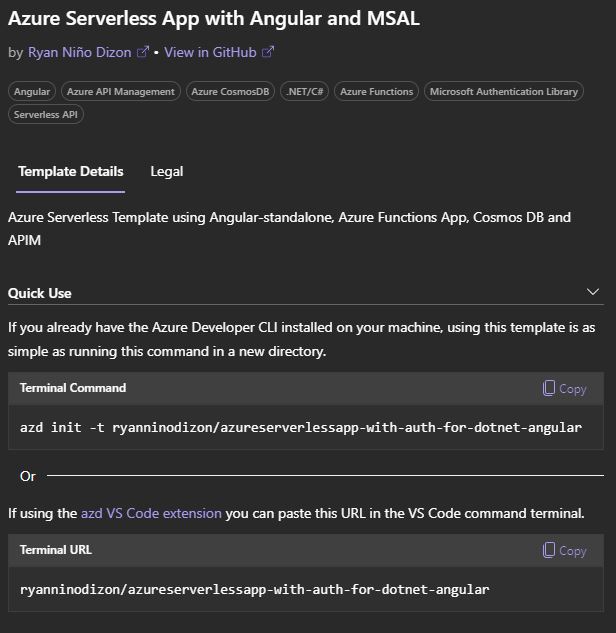 Azure Serverless App with Angular and MSAL
by Ryan Niño Dizon • View in GitHub
Angular Azure API Management Azure CosmosDB .NET/C# Azure Functions Microsoft Authentication Library
Serverless API
Template Details Legal
Azure Serverless Template using Angular-standalone, Azure Functions App, Cosmos DB and
APIM
Quick Use
If you already have the Azure Developer CLI installed on your machine, using this template is as
simple as running this command in a new directory.
Terminal Command Copy
azd init -t ryanninodizon/azureserverlessapp-with-auth-for-dotnet-angular
Or
If using the azd VS Code extension you can paste this URL in the VS Code command terminal.
Terminal URL Copy
ryanninodizon/azureserverlessapp-with-auth-for-dotnet-angular